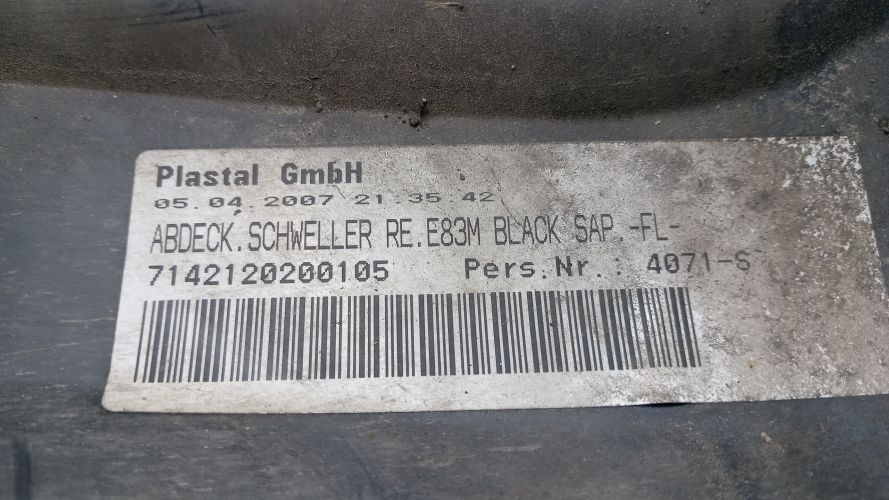 Plastal GmbH
05.04.2007 21:35:42
ABDECK.SCHWELLER RE.E83M BLACK SAP.-FL-
7142120200105 Pers.Nr.: 4071-S